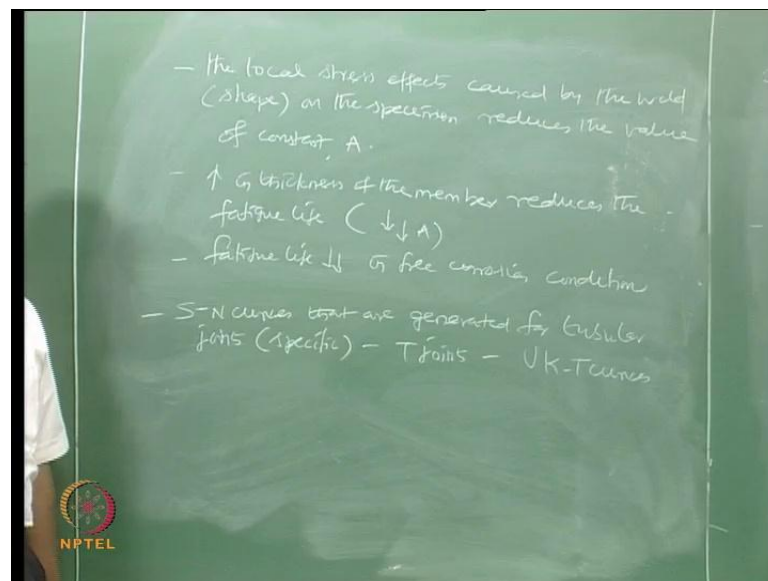 - the local stress effects caused by the weld
(shape) on the specimen reduces the value
of constant, A.
- ↑ in thickness of the member reduces the
fatigue life ( ↓↓ A)
- fatigue life ↓↓ in free corrosion condition
- S-N curves that are generated for tubular
joints (specific) - T joints - UK-T curves
NPTEL